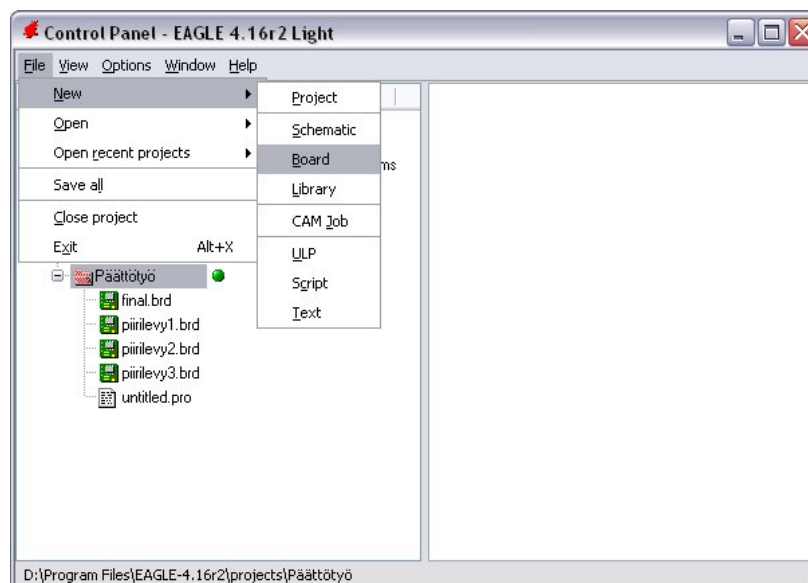 Control Panel - EAGLE 4.16r2 Light
File View Options Window Help
New
Open
Open recent projects
Save all
Close project
Exit Alt+X
Project
Schematic
Board
Library
CAM Job
ULP
Script
Text
ms
Päättötyö
final.brd
piirilevy1.brd
piirilevy2.brd
piirilevy3.brd
untitled.pro
D:\Program Files\EAGLE-4.16r2\projects\Päättötyö